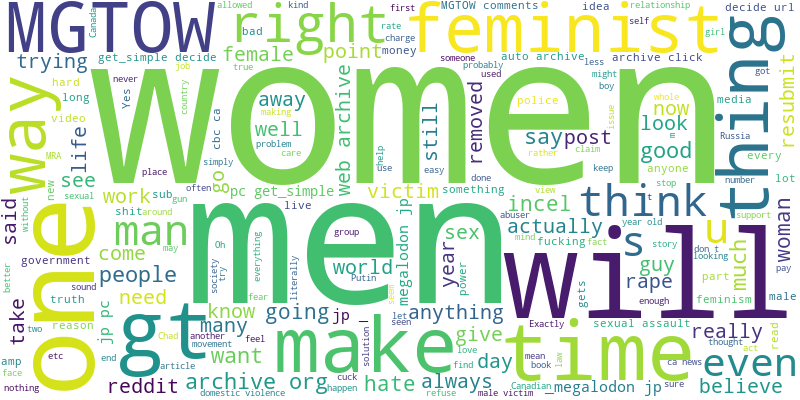 MGTOW right feminist MGTOW comments idea relationship
Canada allowed kind first self decide url
trying get_simple decide bad rate charge girl
female point money someone auto archive archive click
hard true job less got
way long never probably used might whole thing
Yes country making police boy media resubmit
women
video away cbc ca web archive removed now
MRA life well still say post look issue
one place simply problem care rather claim m Russia
new see go easy done good every
sexual work often pc get_simple victim something keep number lot
without sub gun help use view stop anyone
said shit around live incel think u woman
men will
man group abuser year old support
government may Oh society try everything literally Putin actually mind fact story don t looking
come world year sex fucking s much
better people megalodon jp guy part pay
truth need power gets rape enough feminism male
take sound know going jp _ anything
two reason jp pc many fear let seen give sexual assault really read
amp gt another feel make solution cuck time Exactly thought act
face end Chad movement want love day mean law ca news even
etc article find book
nothing reddit archive org hate always _megalodon jp believe
domestic violence happen refuse male victim Canadian sure